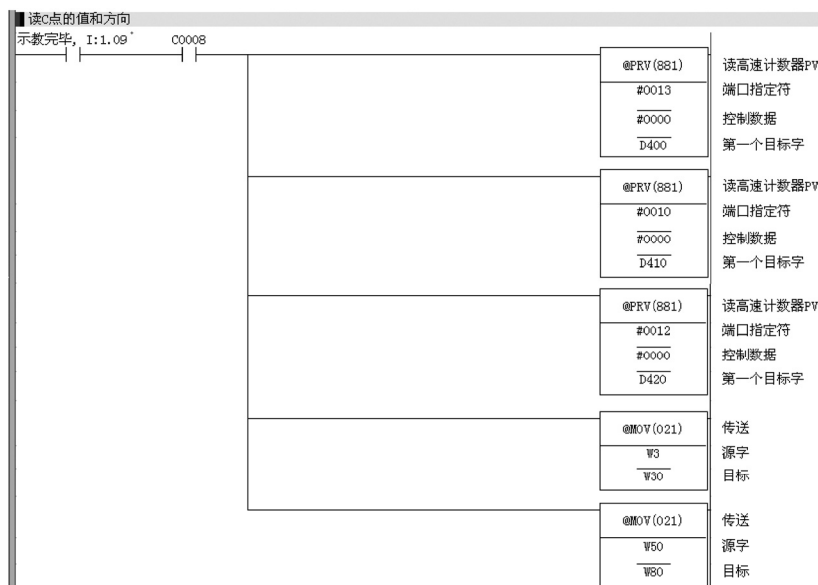 读C点的值和方向
示教完毕, I:1.09 C0008
@PRV(881) 读高速计数器PV
#0013 端口指定符
#0000 控制数据
D400 第一个目标字
@PRV(881) 读高速计数器PV
#0010 端口指定符
#0000 控制数据
D410 第一个目标字
@PRV(881) 读高速计数器PV
#0012 端口指定符
#0000 控制数据
D420 第一个目标字
@MOV(021) 传送
W3 源字
W30 目标
@MOV(021) 传送
W50 源字
W80 目标